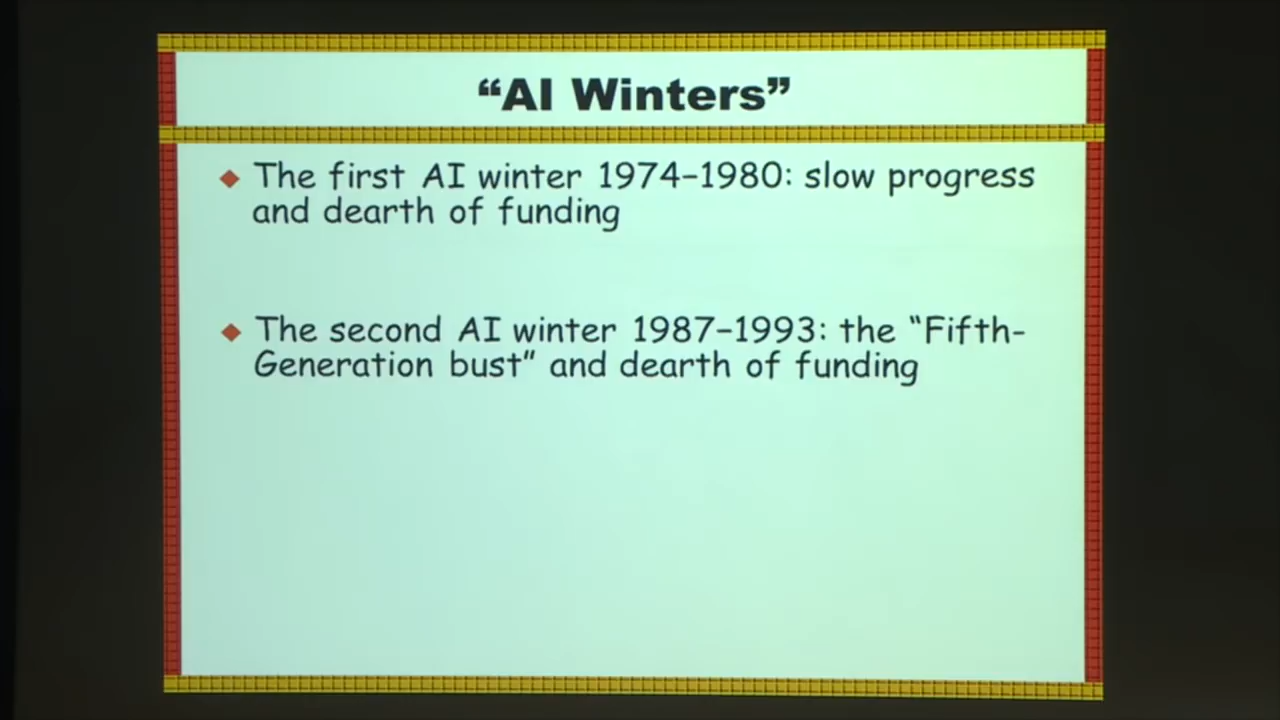 “AI Winters”
The first AI winter 1974–1980: slow progress
and dearth of funding
The second AI winter 1987–1993: the “Fifth-
Generation bust” and dearth of funding